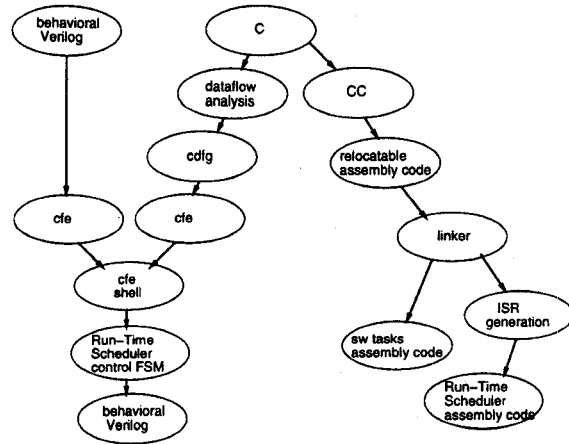 behavioral
Verilog
C
dataflow
analysis
CC
cdfg
relocatable
assembly code
cfe
cfe
linker
cfe
shell
ISR
generation
Run-Time
Scheduler
control FSM
sw tasks
assembly code
behavioral
Verilog
Run-Time
Scheduler
assembly code